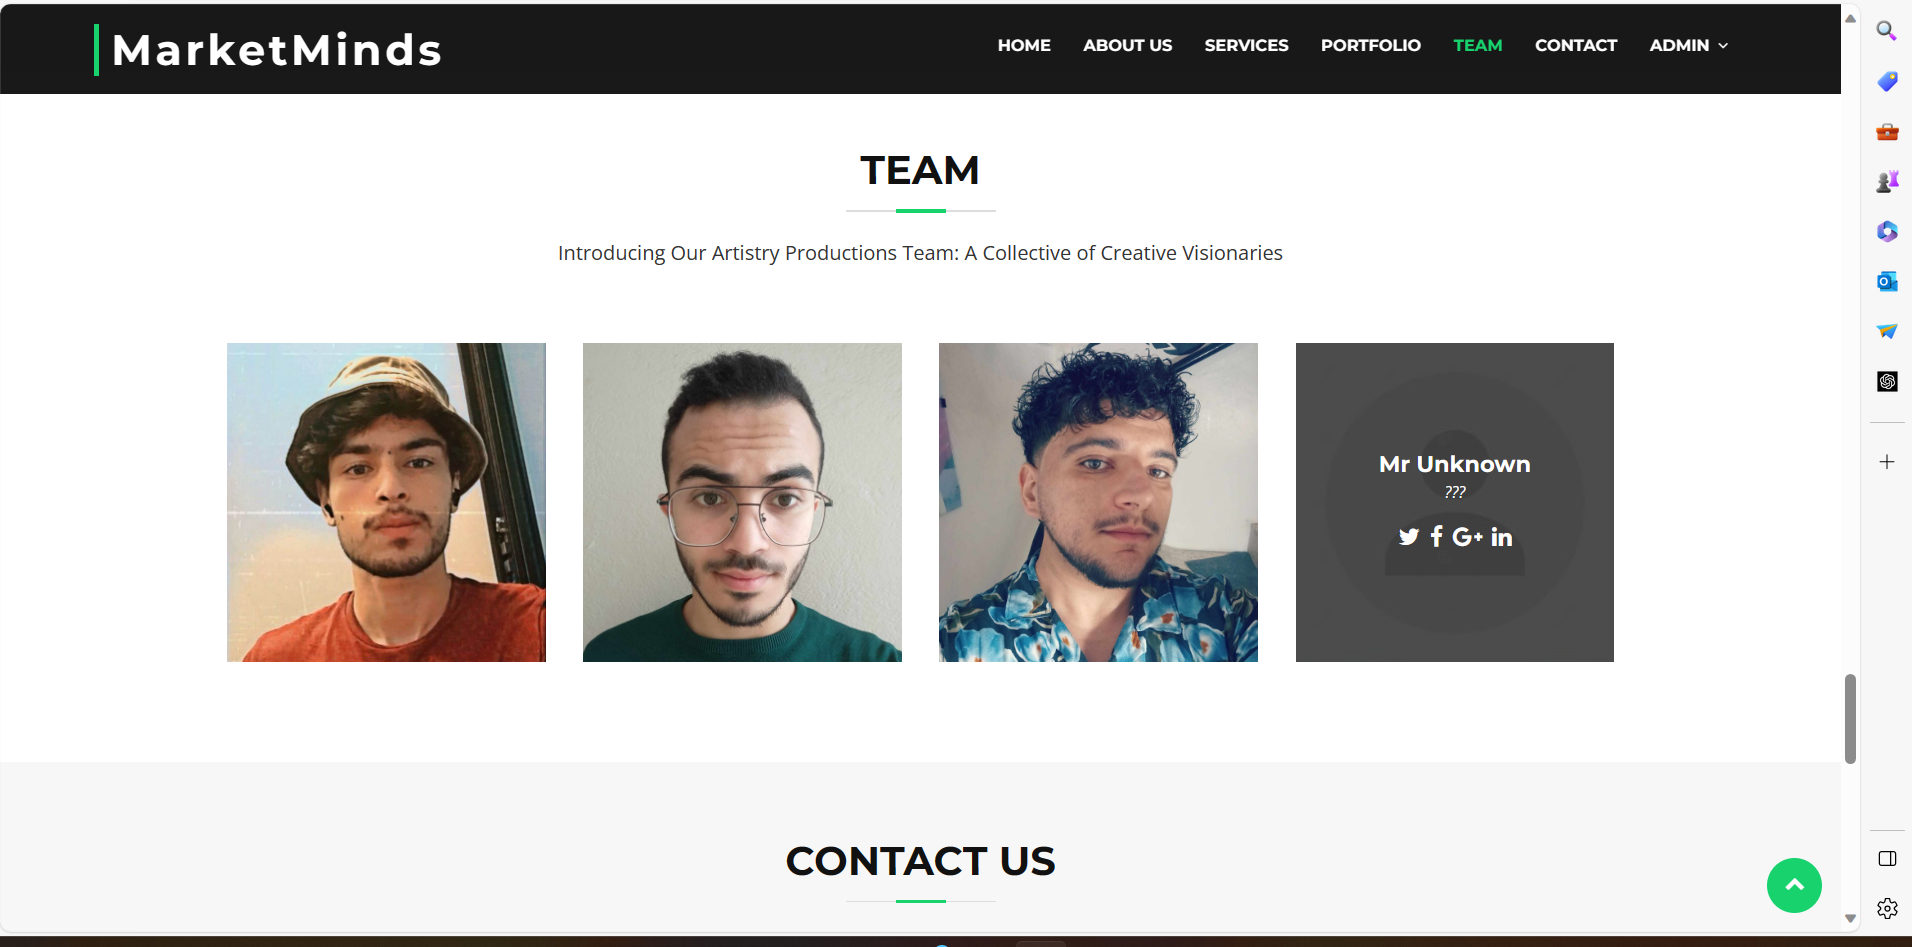 MarketMinds
HOME ABOUT US SERVICES PORTFOLIO TEAM CONTACT ADMIN
TEAM
Introducing Our Artistry Productions Team: A Collective of Creative Visionaries
Mr Unknown
???
CONTACT US